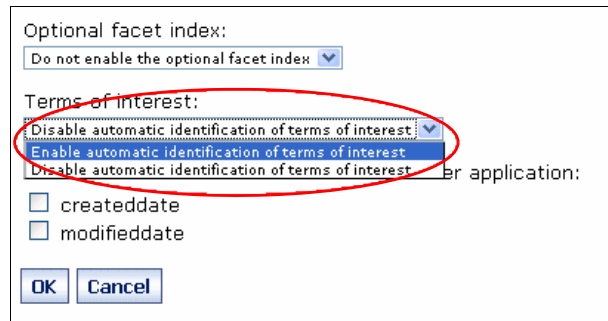 Optional facet index:
Do not enable the optional facet index
Terms of interest:
Disable automatic identification of terms of interest
Enable automatic identification of terms of interest
Disable automatic identification of terms of interest
er application:
createddate
modifieddate
OK Cancel